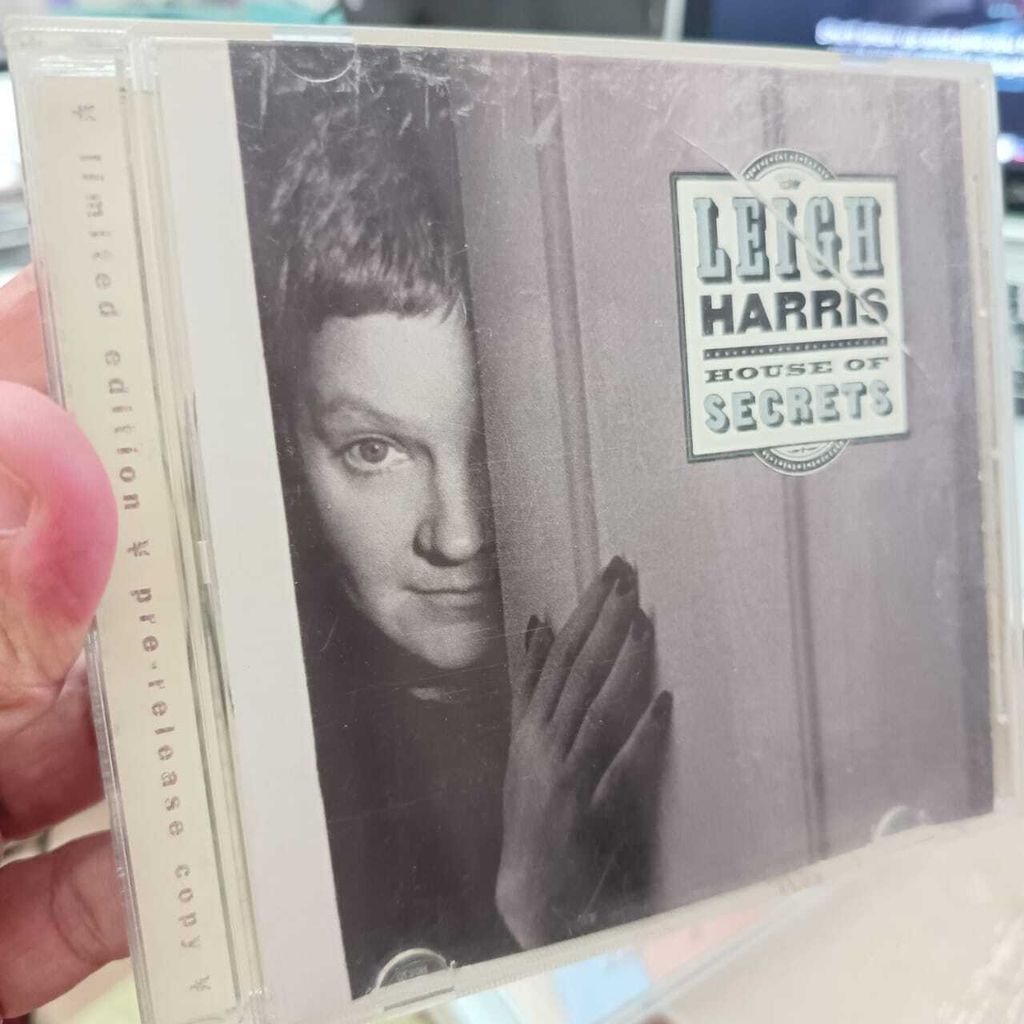 ★ limited edition ★ pre-release copy ★
LEIGH
HARRIS
HOUSE OF
SECRETS